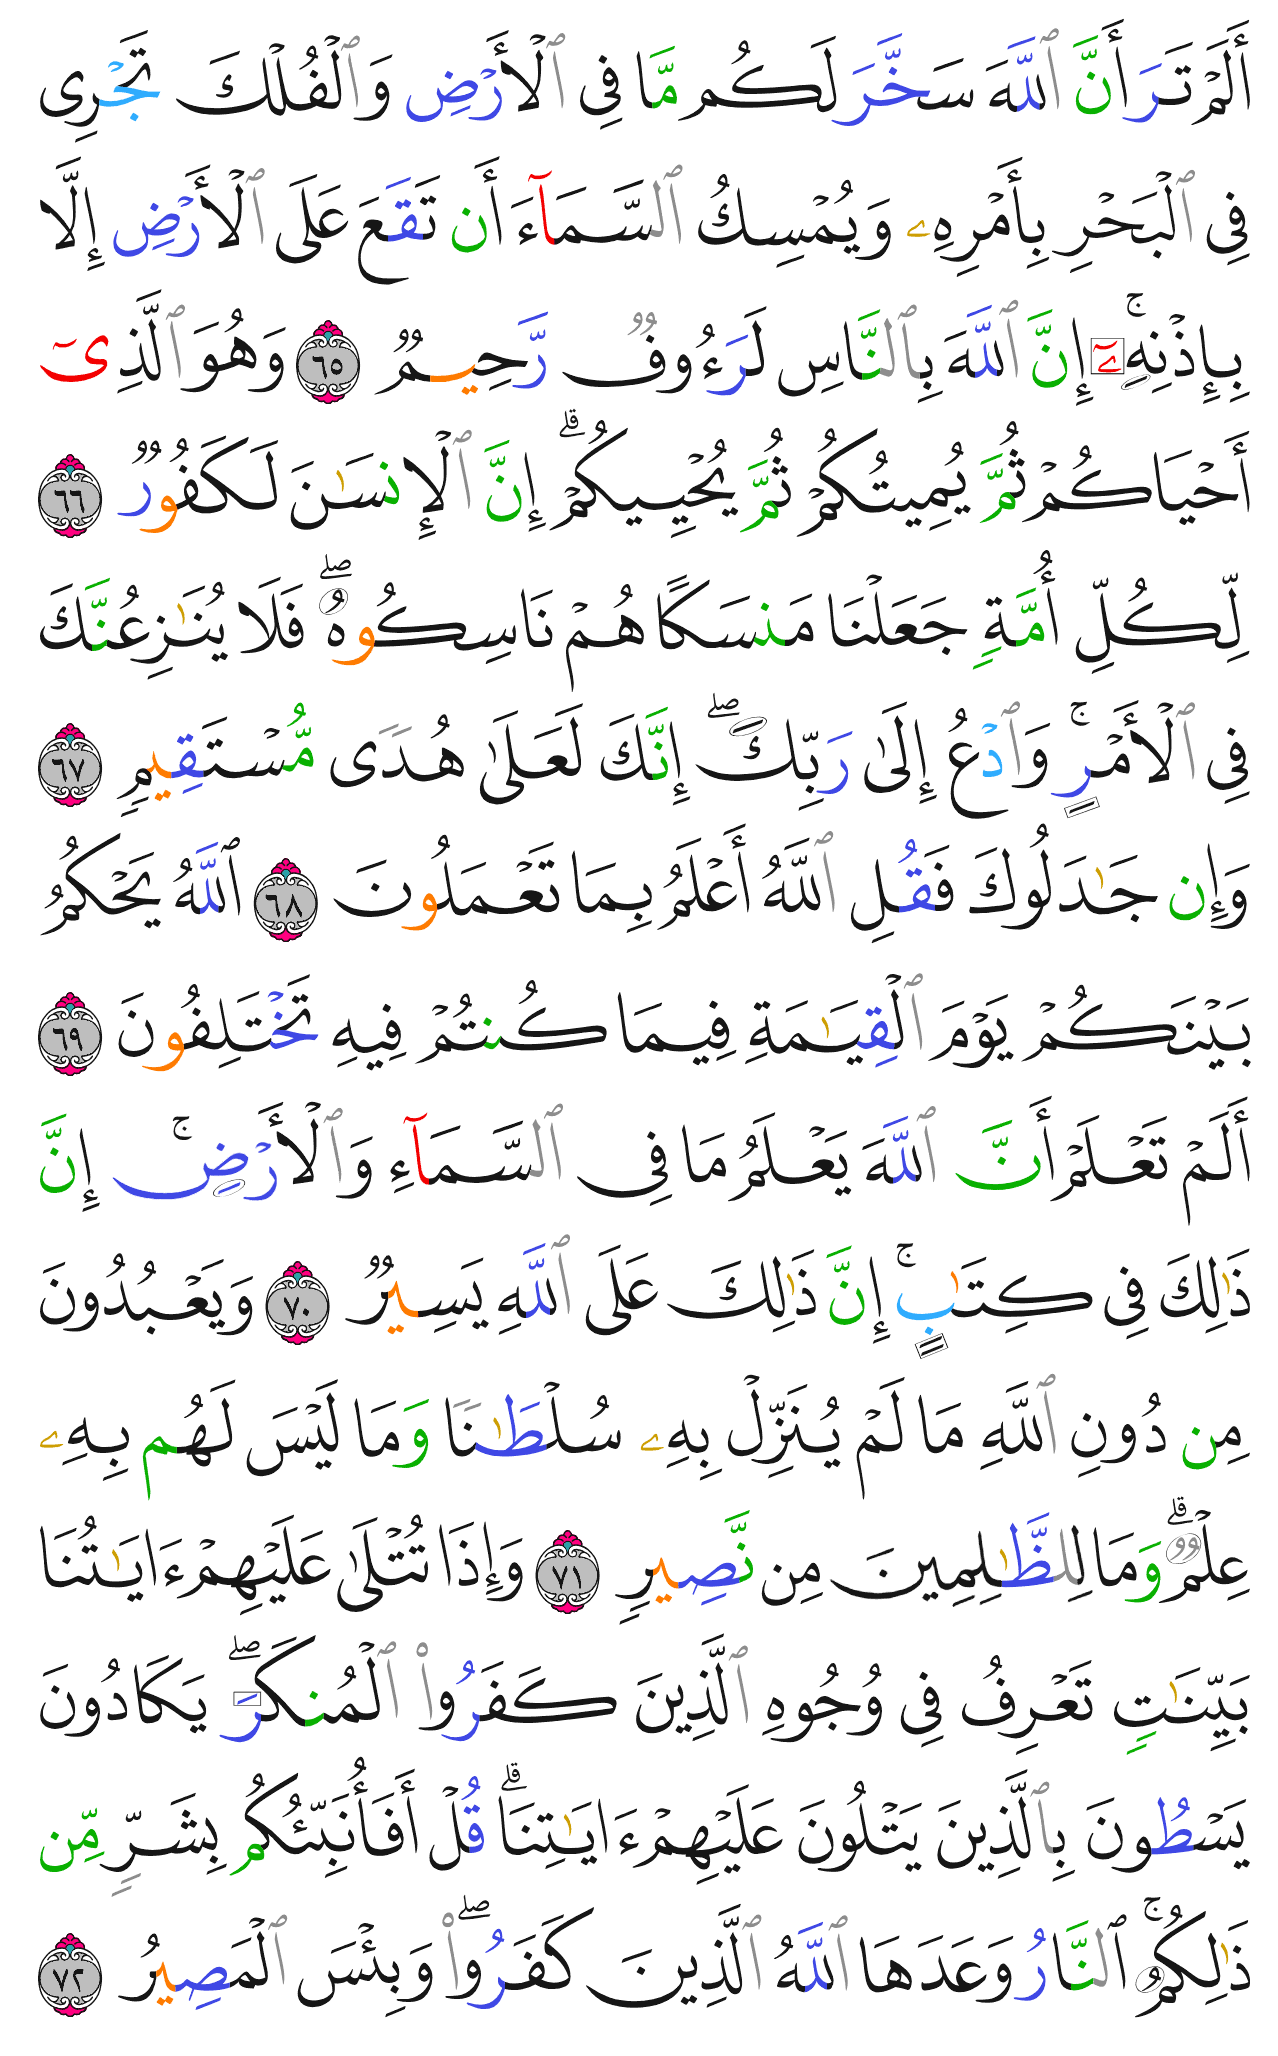 أَلَمْ تَرَ أَنَّ ٱللَّهَ سَخَّرَ لَكُم مَّا فِى ٱلْأَرْضِ وَٱلْفُلْكَ تَجْرِى
فِى ٱلْبَحْرِ بِأَمْرِهِۦ وَيُمْسِكُ ٱلسَّمَآءَ أَن تَقَعَ عَلَى ٱلْأَرْضِ إِلَّا
بِإِذْنِهِۦٓ ۚ إِنَّ ٱللَّهَ بِٱلنَّاسِ لَرَءُوفٌ رَّحِيمٌ ٦٥ وَهُوَ ٱلَّذِىٓ
أَحْيَاكُمْ ثُمَّ يُمِيتُكُمْ ثُمَّ يُحْيِيكُمْ ۗ إِنَّ ٱلْإِنسَـٰنَ لَكَفُورٌ ٦٦
لِّكُلِّ أُمَّةٍ جَعَلْنَا مَنسَكًا هُمْ نَاسِكُوهُ ۖ فَلَا يُنَـٰزِعُنَّكَ
فِى ٱلْأَمْرِ ۚ وَٱدْعُ إِلَىٰ رَبِّكَ ۖ إِنَّكَ لَعَلَىٰ هُدًى مُّسْتَقِيمٍ ٦٧
وَإِن جَـٰدَلُوكَ فَقُلِ ٱللَّهُ أَعْلَمُ بِمَا تَعْمَلُونَ ٦٨ ٱللَّهُ يَحْكُمُ
بَيْنَكُمْ يَوْمَ ٱلْقِيَـٰمَةِ فِيمَا كُنتُمْ فِيهِ تَخْتَلِفُونَ ٦٩
أَلَمْ تَعْلَمْ أَنَّ ٱللَّهَ يَعْلَمُ مَا فِى ٱلسَّمَآءِ وَٱلْأَرْضِ ۚ إِنَّ
ذَٰلِكَ فِى كِتَـٰبٍ ۚ إِنَّ ذَٰلِكَ عَلَى ٱللَّهِ يَسِيرٌ ٧٠ وَيَعْبُدُونَ
مِن دُونِ ٱللَّهِ مَا لَمْ يُنَزِّلْ بِهِۦ سُلْطَـٰنًا وَمَا لَيْسَ لَهُم بِهِۦ
عِلْمٌ ۗ وَمَا لِلظَّـٰلِمِينَ مِن نَّصِيرٍ ٧١ وَإِذَا تُتْلَىٰ عَلَيْهِمْ ءَايَـٰتُنَا
بَيِّنَـٰتٍ تَعْرِفُ فِى وُجُوهِ ٱلَّذِينَ كَفَرُوا۟ ٱلْمُنكَرَ ۖ يَكَادُونَ
يَسْطُونَ بِٱلَّذِينَ يَتْلُونَ عَلَيْهِمْ ءَايَـٰتِنَا ۗ قُلْ أَفَأُنَبِّئُكُم بِشَرٍّ مِّن
ذَٰلِكُمُ ۚ ٱلنَّارُ وَعَدَهَا ٱللَّهُ ٱلَّذِينَ كَفَرُوا۟ ۖ وَبِئْسَ ٱلْمَصِيرُ ٧٢